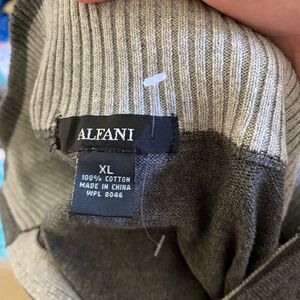 ALFANI
XL
100% COTTON
MADE IN CHINA
WPL 8046